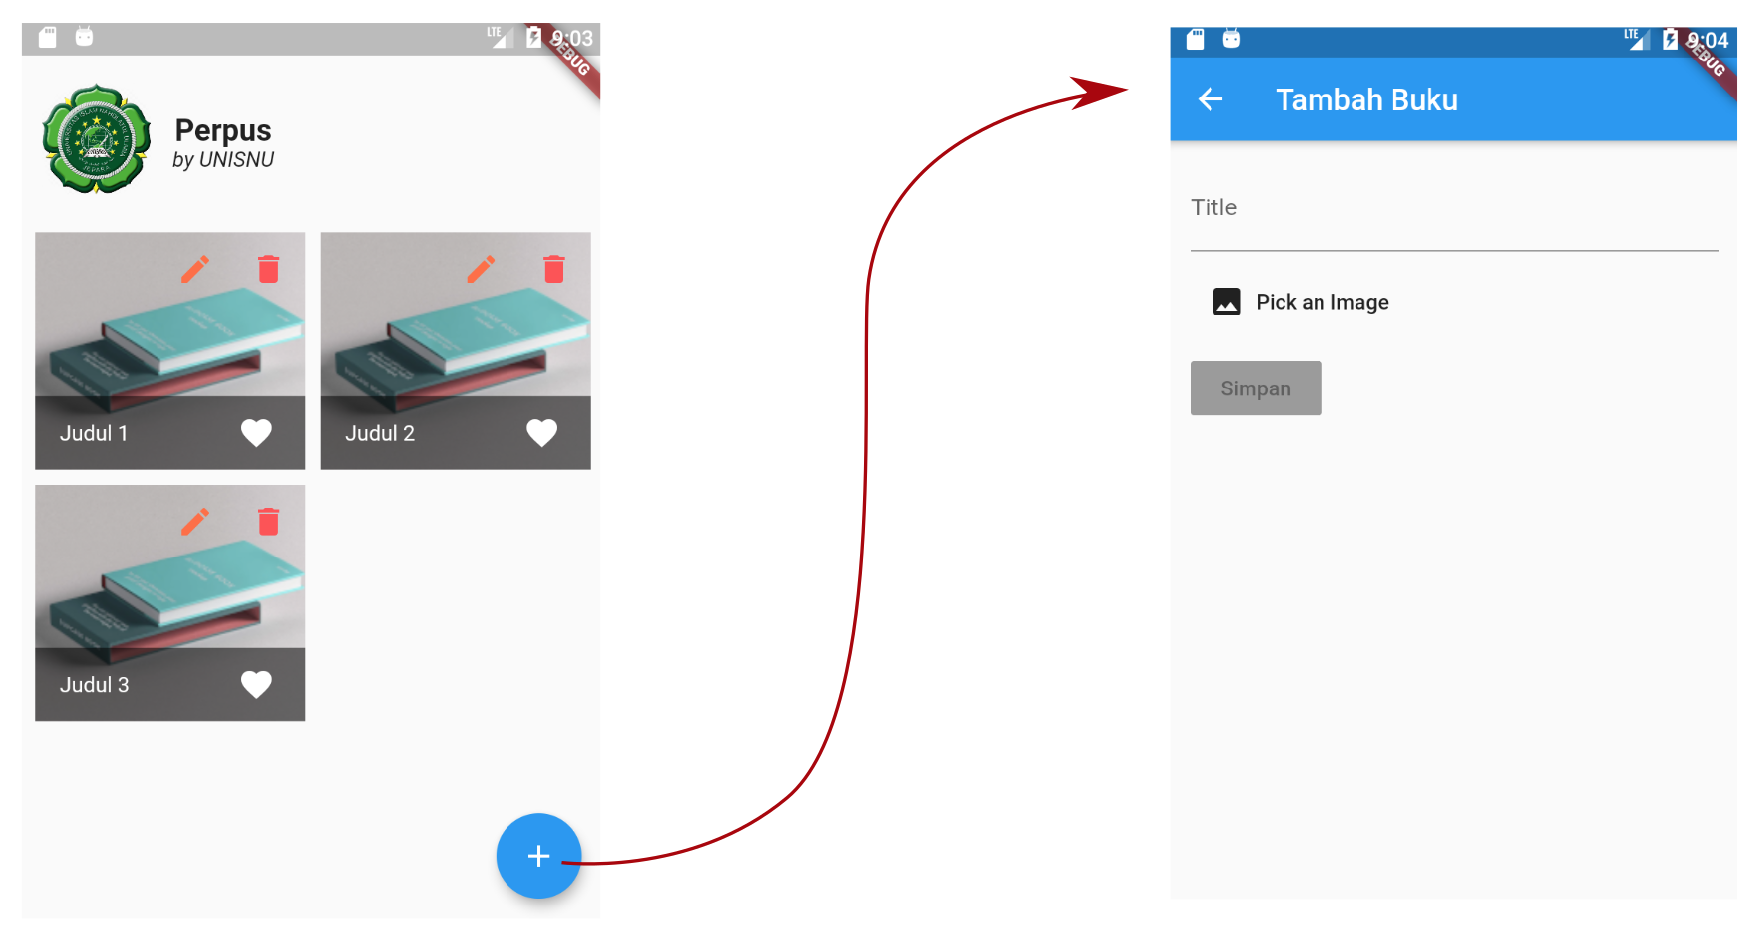 LTE 9:03
DEBUG
Perpus
by UNISNU
Judul 1
Judul 2
Judul 3
LTE 9:04
DEBUG
Tambah Buku
Title
Pick an Image
Simpan